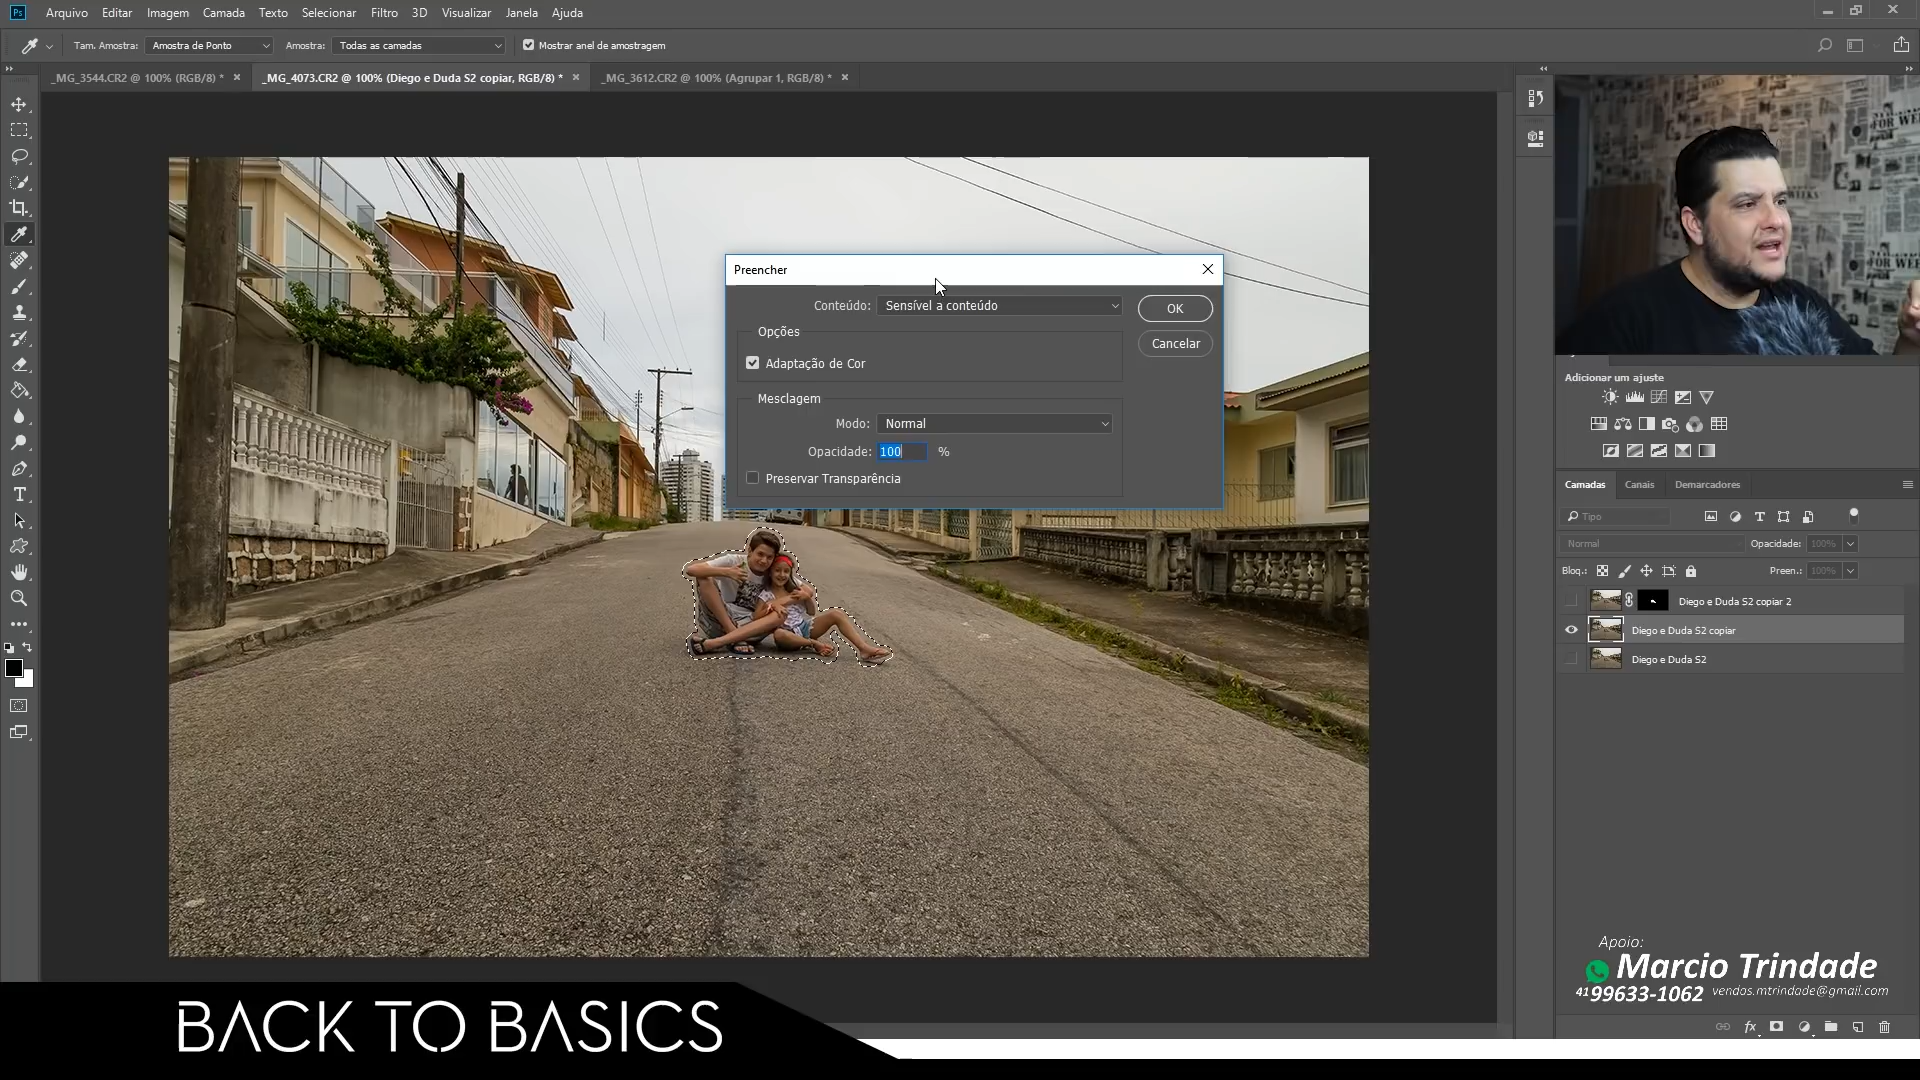 Ps Arquivo Editar Imagem Camada Texto Selecionar Filtro 3D Visualizar Janela Ajuda
Tam. Amostra: Amostra de Ponto Amostra: Todas as camadas Mostrar anel de amostragem
_MG_3544.CR2 @ 100% (RGB/8) * × _MG_4073.CR2 @ 100% (Diego e Duda S2 copiar, RGB/8) * × _MG_3612.CR2 @ 100% (Agrupar 1, RGB/8) * ×
Preencher
Conteúdo: Sensível a conteúdo
OK
Opções
Cancelar
Adaptação de Cor
Mesclagem
Modo: Normal
Opacidade: 100 %
Preservar Transparência
Adicionar um ajuste
Camadas Canais Demarcadores
Tipo
Normal Opacidade: 100%
Bloq.: Preen.: 100%
Diego e Duda S2 copiar 2
Diego e Duda S2 copiar
Diego e Duda S2
Apoio:
Marcio Trindade
41 99633-1062 vendas.mtrindade@gmail.com
fx
BACK TO BASICS